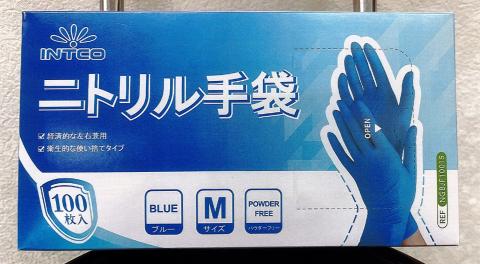 INTCO
ニトリル手袋
経済的な左右兼用
衛生的な使い捨てタイプ
OPEN
100
枚入
BLUE
ブルー
M
サイズ
POWDER
FREE
パウダーフリー
REF NGBJF10015